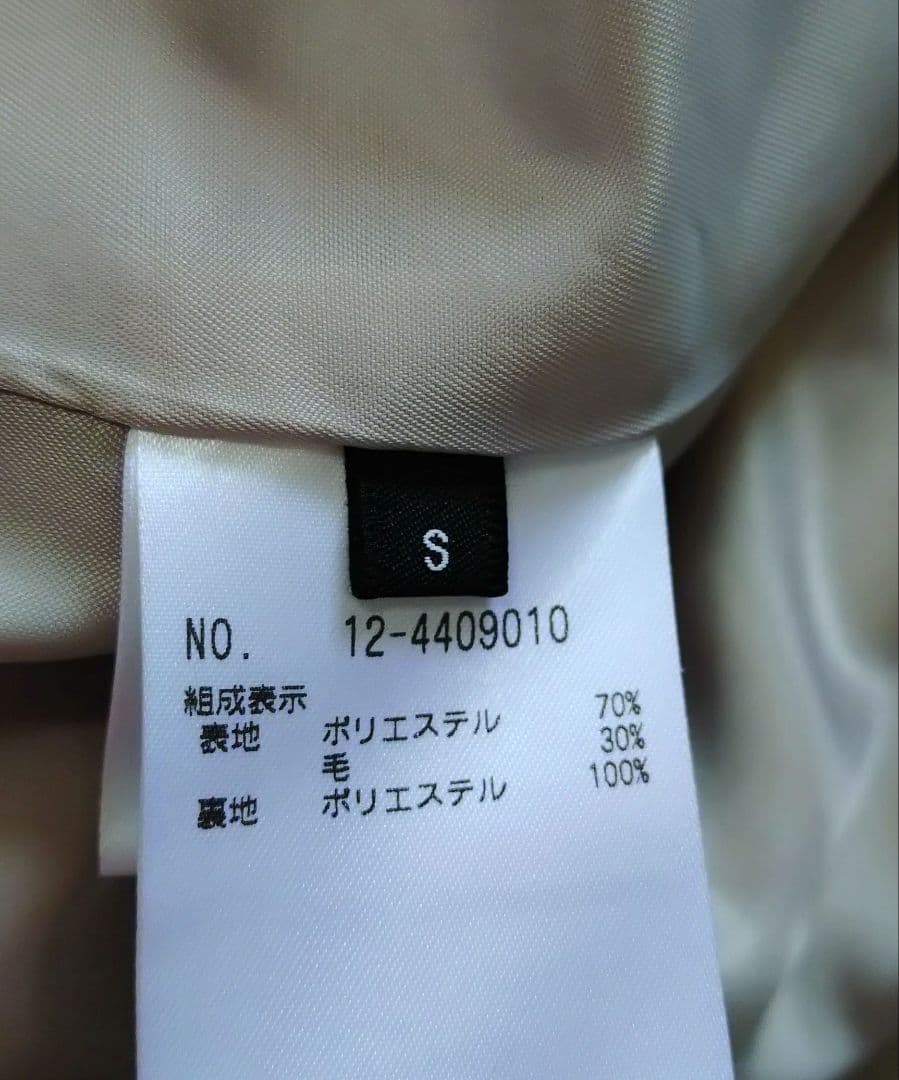 S
NO. 12-4409010
組成表示
表地 ポリエステル 70%
毛 30%
裏地 ポリエステル 100%